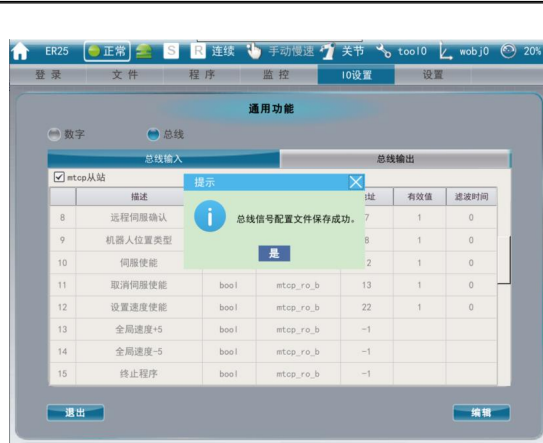 ER25 正常 S R 连续 手动慢速 关节 tool0 wobj0 20%
登录 文件 程序 监控 IO设置 设置
通用功能
数字 总线
总线输入 总线输出
mtcp从站
描述 址 有效值 滤波时间
提示
总线信号配置文件保存成功。
是
8 远程伺服确认 7 1 0
9 机器人位置类型 8 1 0
10 伺服使能 2 1 0
11 取消伺服使能 bool mtcp_ro_b 13 1 0
12 设置速度使能 bool mtcp_ro_b 22 1 0
13 全局速度+5 bool mtcp_ro_b -1
14 全局速度-5 bool mtcp_ro_b -1
15 终止程序 bool mtcp_ro_b -1
退出 编辑